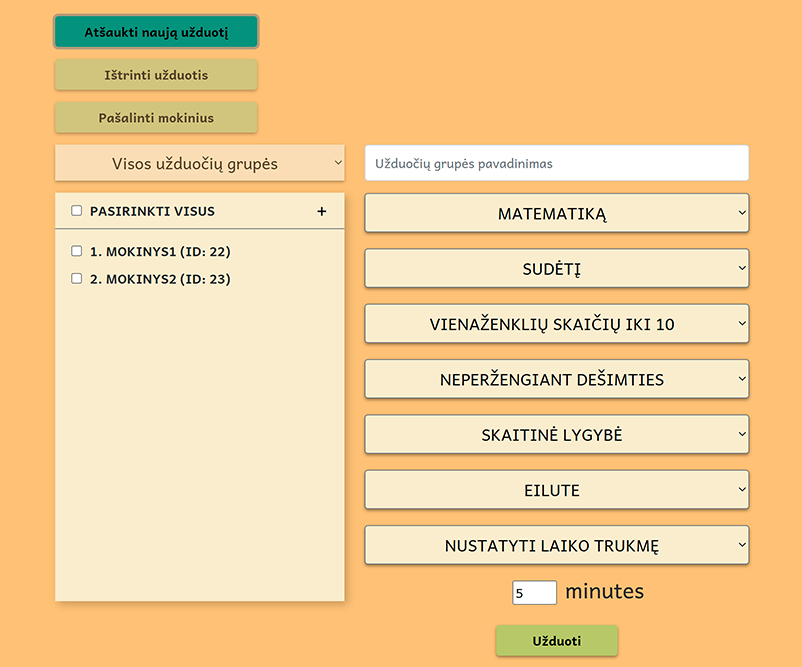 Atšaukti naują užduotį
Ištrinti užduotis
Pašalinti mokinius
Visos užduočių grupės
Užduočių grupės pavadinimas
PASIRINKTI VISUS +
1. MOKINYS1 (ID: 22)
2. MOKINYS2 (ID: 23)
MATEMATIKĄ
SUDĖTĮ
VIENAŽENKLIŲ SKAIČIŲ IKI 10
NEPERŽENGIANT DEŠIMTIES
SKAITINĖ LYGYBĖ
EILUTE
NUSTATYTI LAIKO TRUKMĘ
5 minutes
Užduoti